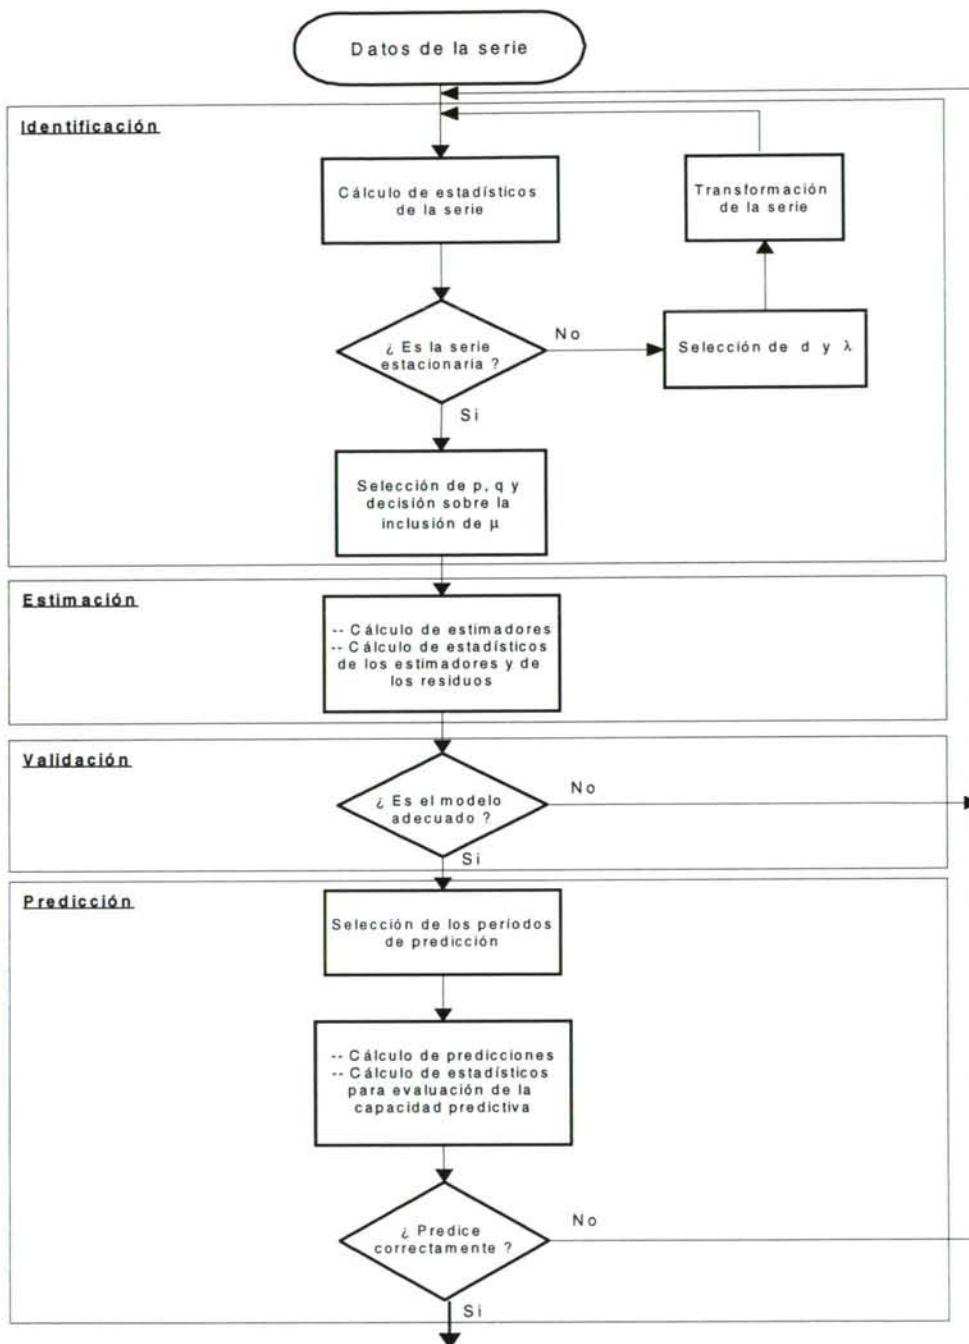 Datos de la serie
Identificación
Cálculo de estadísticos
de la serie
Transformación
de la serie
¿ Es la serie
estacionaria ?
No
Selección de d y λ
Si
Selección de p, q y
decisión sobre la
inclusión de μ
Estimación
-- Cálculo de estimadores
-- Cálculo de estadísticos
de los estimadores y de
los residuos
Validación
¿ Es el modelo
adecuado ?
No
Si
Predicción
Selección de los períodos
de predicción
-- Cálculo de predicciones
-- Cálculo de estadísticos
para evaluación de la
capacidad predictiva
¿ Predice
correctamente ?
No
Si